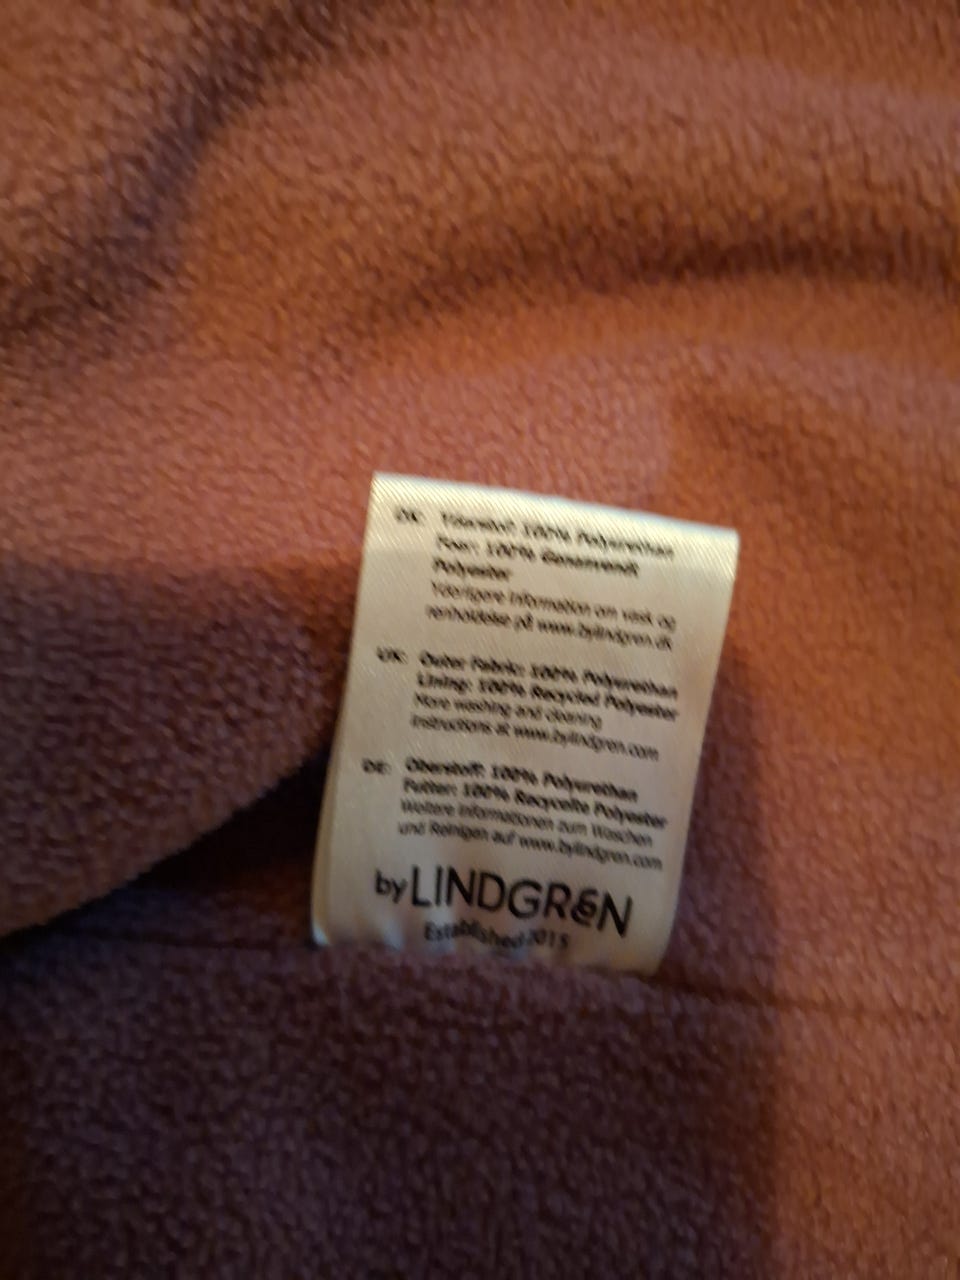 DK: Yderstof: 100% Polyurethan
Foer: 100% Genanvendt
Polyester
Yderligere information om vask og
renholdelse på www.bylindgren.dk
UK: Outer Fabric: 100% Polyurethan
Lining: 100% Recycled Polyester
More washing and cleaning
instructions at www.bylindgren.com
DE: Oberstoff: 100% Polyurethan
Futter: 100% Recycelte Polyester
Weitere Informationen zum Waschen
und Reinigen auf www.bylindgren.com
by LINDGREN
Established 2015